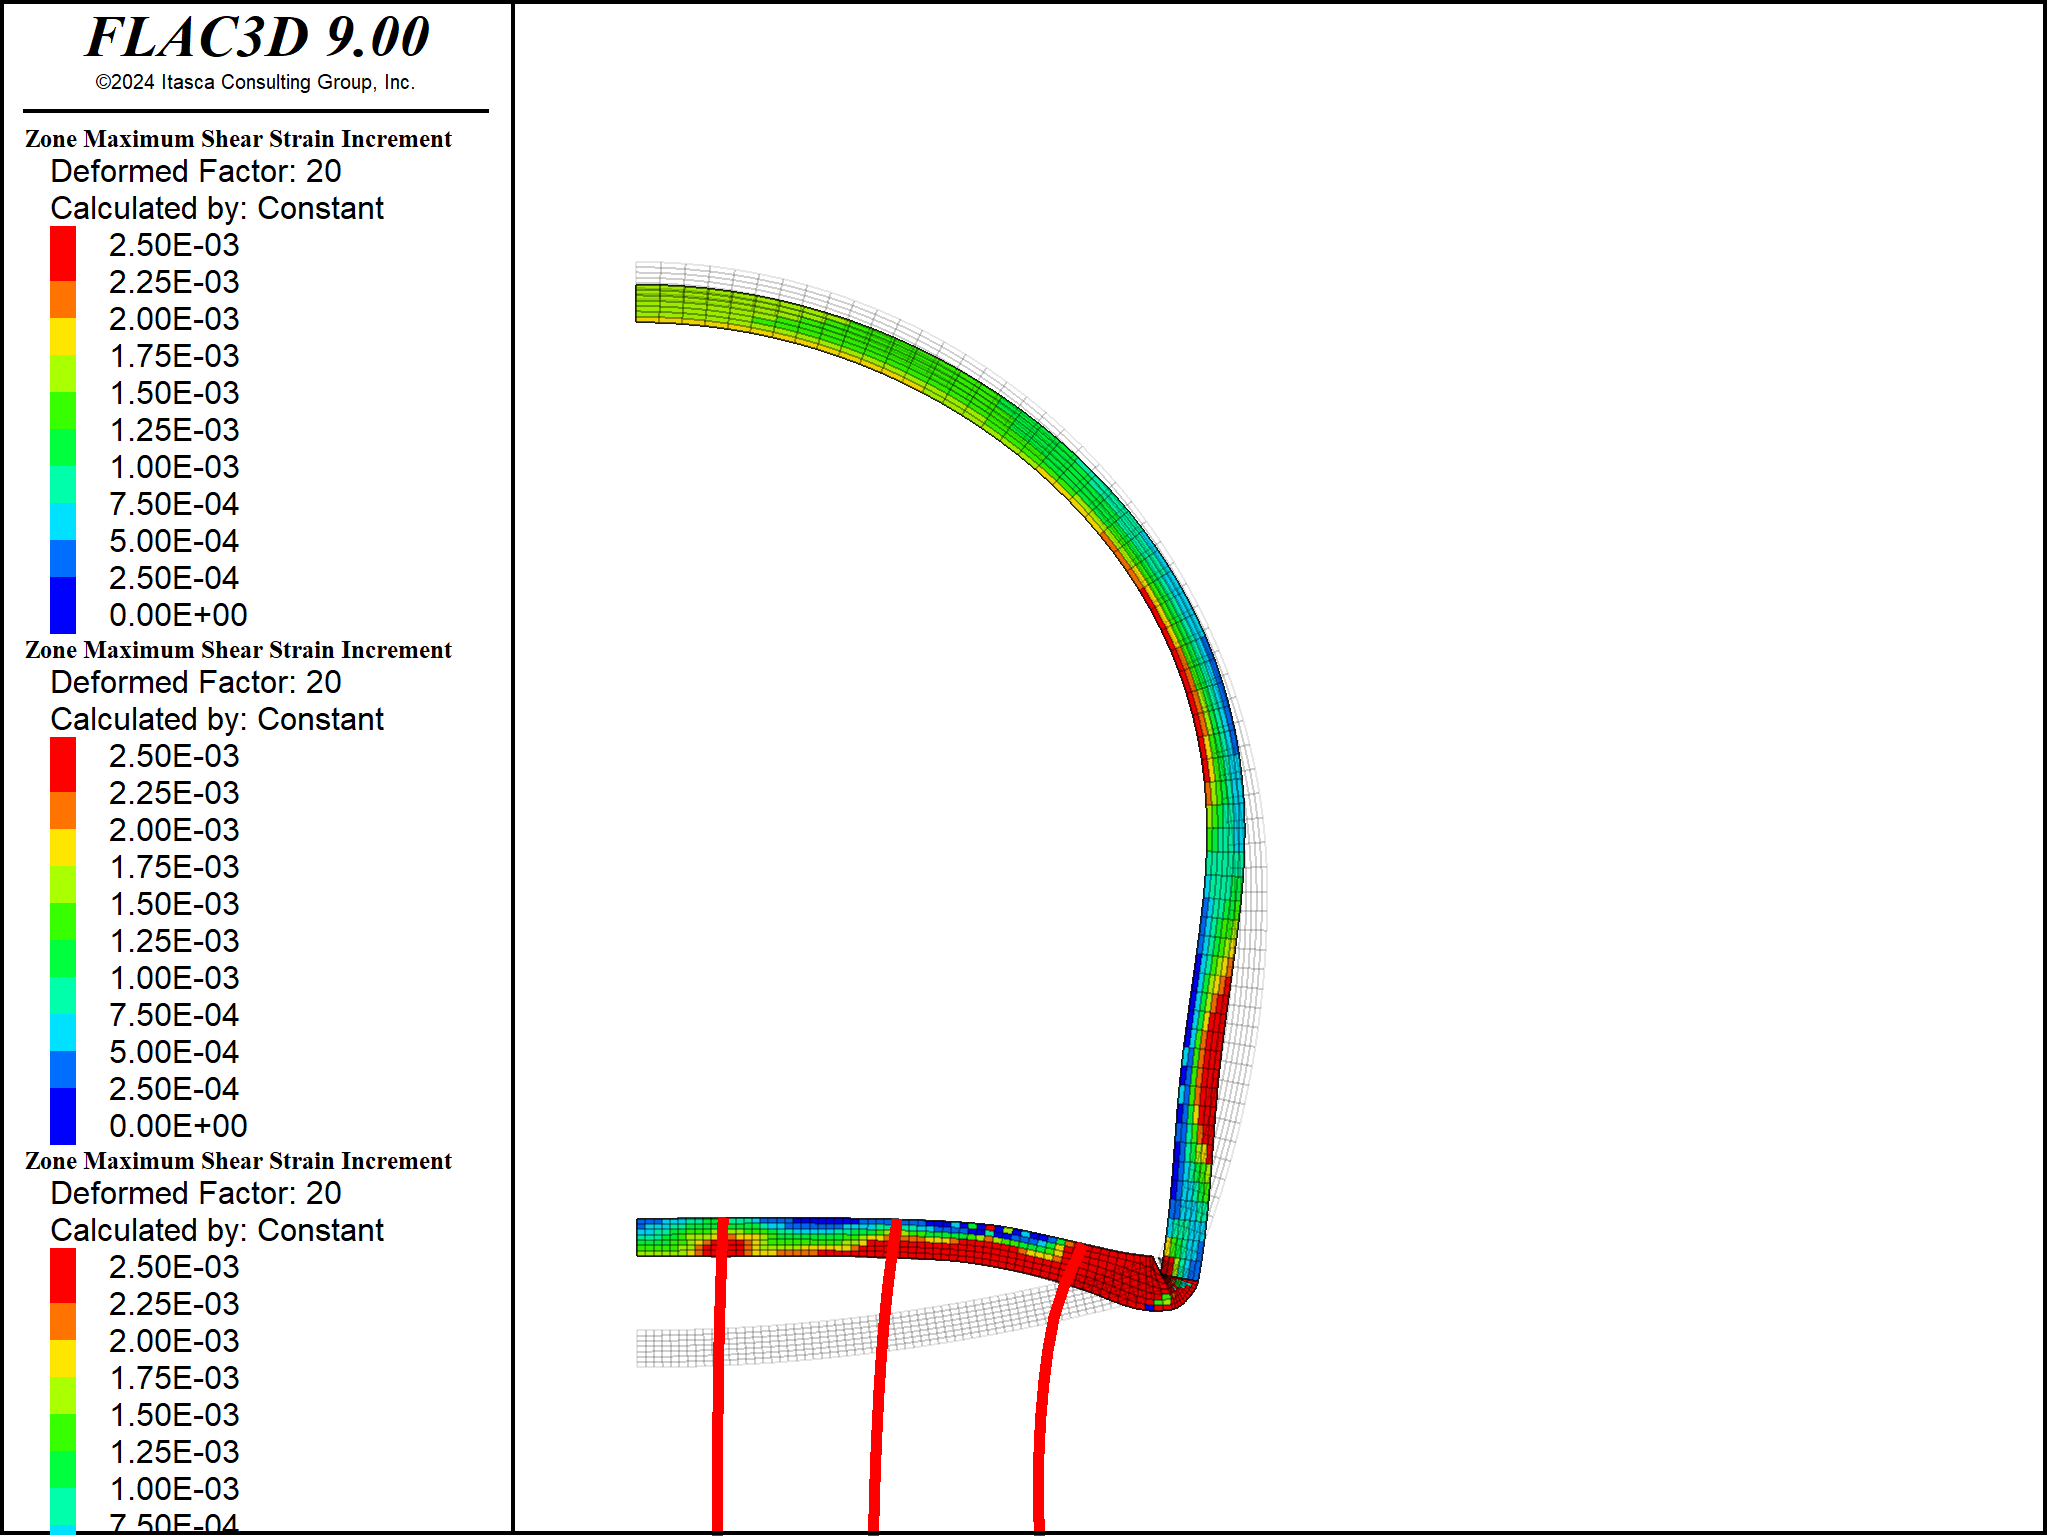 FLAC3D 9.00
©2024 Itasca Consulting Group, Inc.
Zone Maximum Shear Strain Increment
Deformed Factor: 20
Calculated by: Constant
2.50E-03
2.25E-03
2.00E-03
1.75E-03
1.50E-03
1.25E-03
1.00E-03
7.50E-04
5.00E-04
2.50E-04
0.00E+00
Zone Maximum Shear Strain Increment
Deformed Factor: 20
Calculated by: Constant
2.50E-03
2.25E-03
2.00E-03
1.75E-03
1.50E-03
1.25E-03
1.00E-03
7.50E-04
5.00E-04
2.50E-04
0.00E+00
Zone Maximum Shear Strain Increment
Deformed Factor: 20
Calculated by: Constant
2.50E-03
2.25E-03
2.00E-03
1.75E-03
1.50E-03
1.25E-03
1.00E-03
7.50E-04